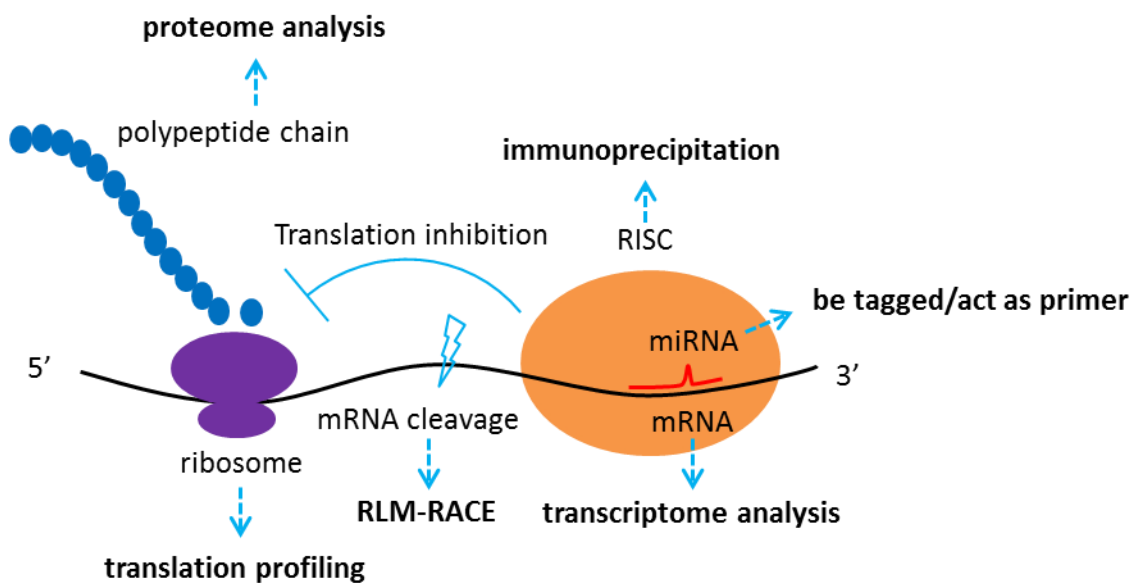 proteome analysis
polypeptide chain
immunoprecipitation
Translation inhibition
RISC
be tagged/act as primer
miRNA
5’
3’
mRNA cleavage
mRNA
ribosome
RLM-RACE
transcriptome analysis
translation profiling